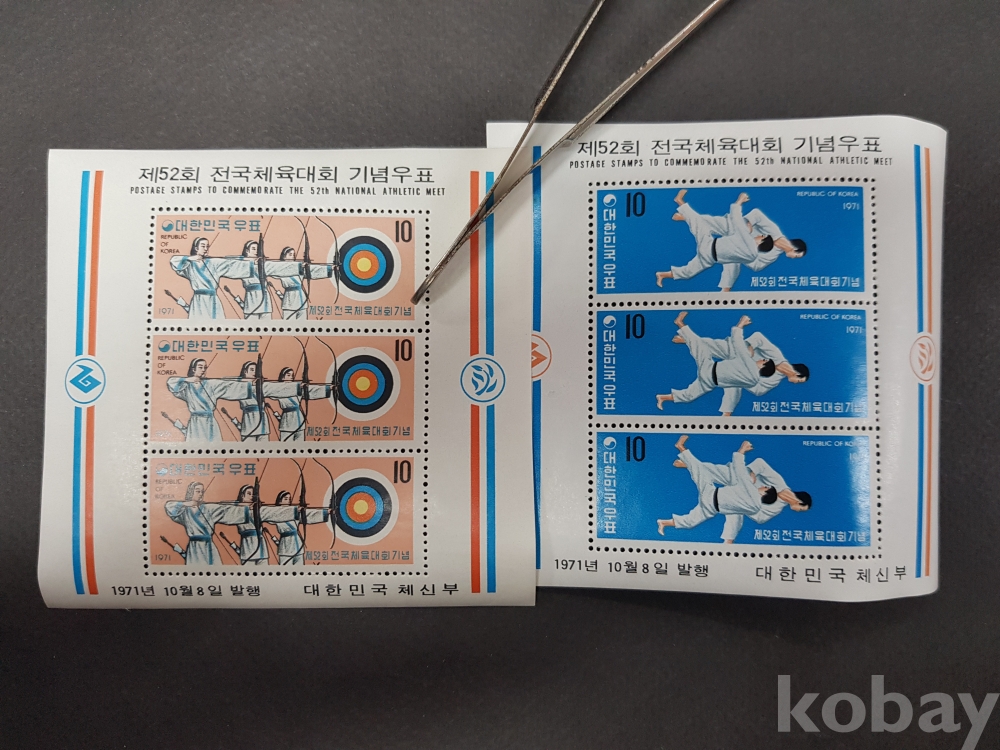 제52회 전국체육대회 기념우표
POSTAGE STAMPS TO COMMEMORATE THE 52th NATIONAL ATHLETIC MEET
대한민국우표
10
REPUBLIC
OF
KOREA
1971
제52회전국체육대회기념
대한민국우표
10
REPUBLIC
OF
KOREA
1971
제52회전국체육대회기념
대한민국우표
10
REPUBLIC
OF
KOREA
1971
제52회전국체육대회기념
1971년 10월 8일 발행 대한민국 체신부
제52회 전국체육대회 기념우표
POSTAGE STAMPS TO COMMEMORATE THE 52th NATIONAL ATHLETIC MEET
10
REPUBLIC OF KOREA
1971
대한민국우표
제52회전국체육대회기념
10
REPUBLIC OF KOREA
1971
대한민국우표
제52회전국체육대회기념
10
REPUBLIC OF
대한민국우표
제52회전국체육대회기념
1971년 10월 8일 발행 대한민국 체신부
kobay